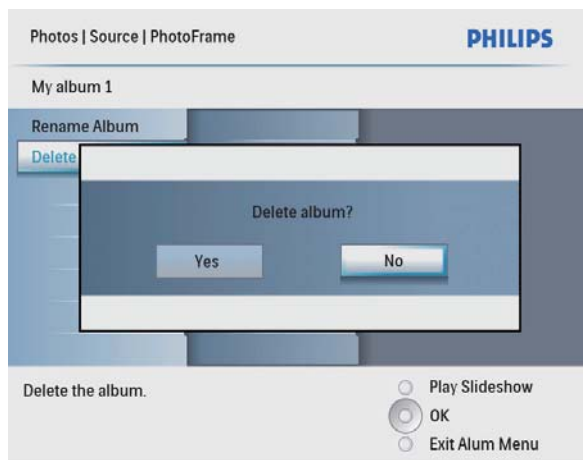 Photos | Source | PhotoFrame
PHILIPS
My album 1
Rename Album
Delete
Delete album?
Yes
No
Delete the album.
Play Slideshow
OK
Exit Alum Menu